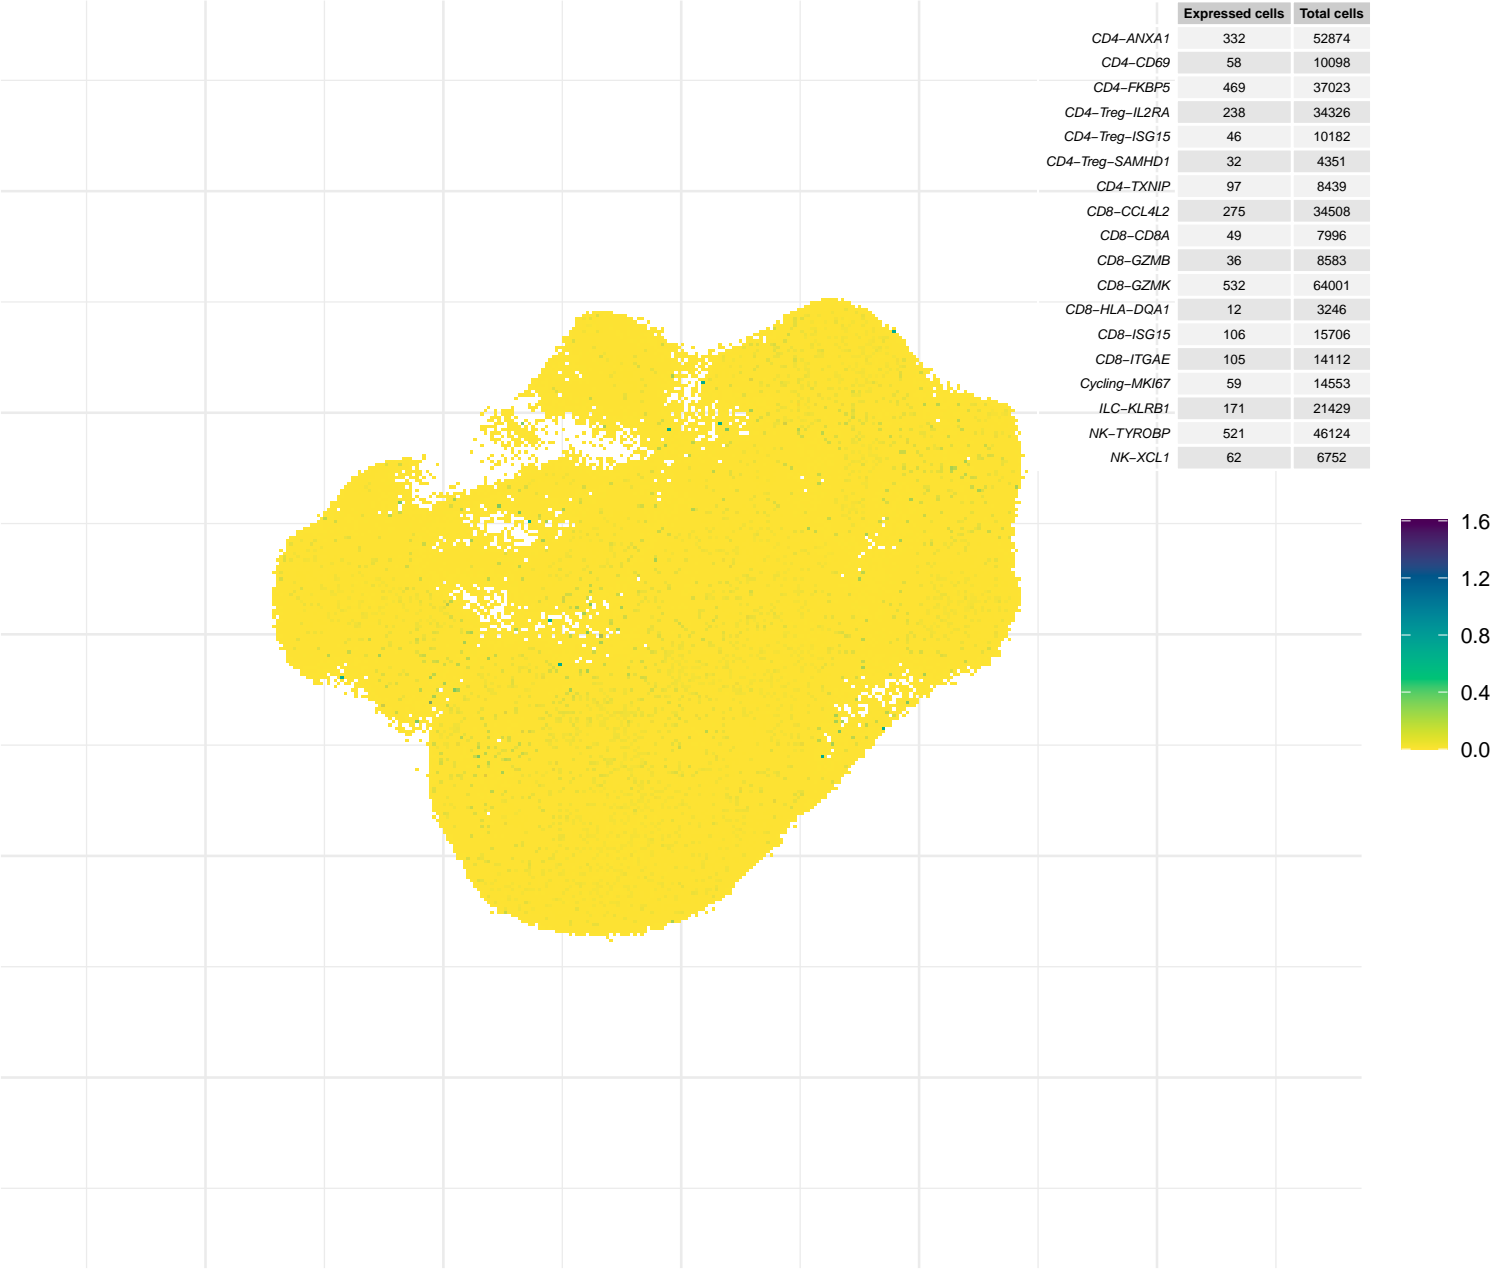 Expressed cells Total cells
CD4−ANXA1 332 52874
CD4−CD69 58 10098
CD4−FKBP5 469 37023
CD4−Treg−IL2RA 238 34326
CD4−Treg−ISG15 46 10182
CD4−Treg−SAMHD1 32 4351
CD4−TXNIP 97 8439
CD8−CCL4L2 275 34508
CD8−CD8A 49 7996
CD8−GZMB 36 8583
CD8−GZMK 532 64001
CD8−HLA−DQA1 12 3246
CD8−ISG15 106 15706
CD8−ITGAE 105 14112
Cycling−MKI67 59 14553
ILC−KLRB1 171 21429
NK−TYROBP 521 46124
NK−XCL1 62 6752
1.6
1.2
0.8
0.4
0.0